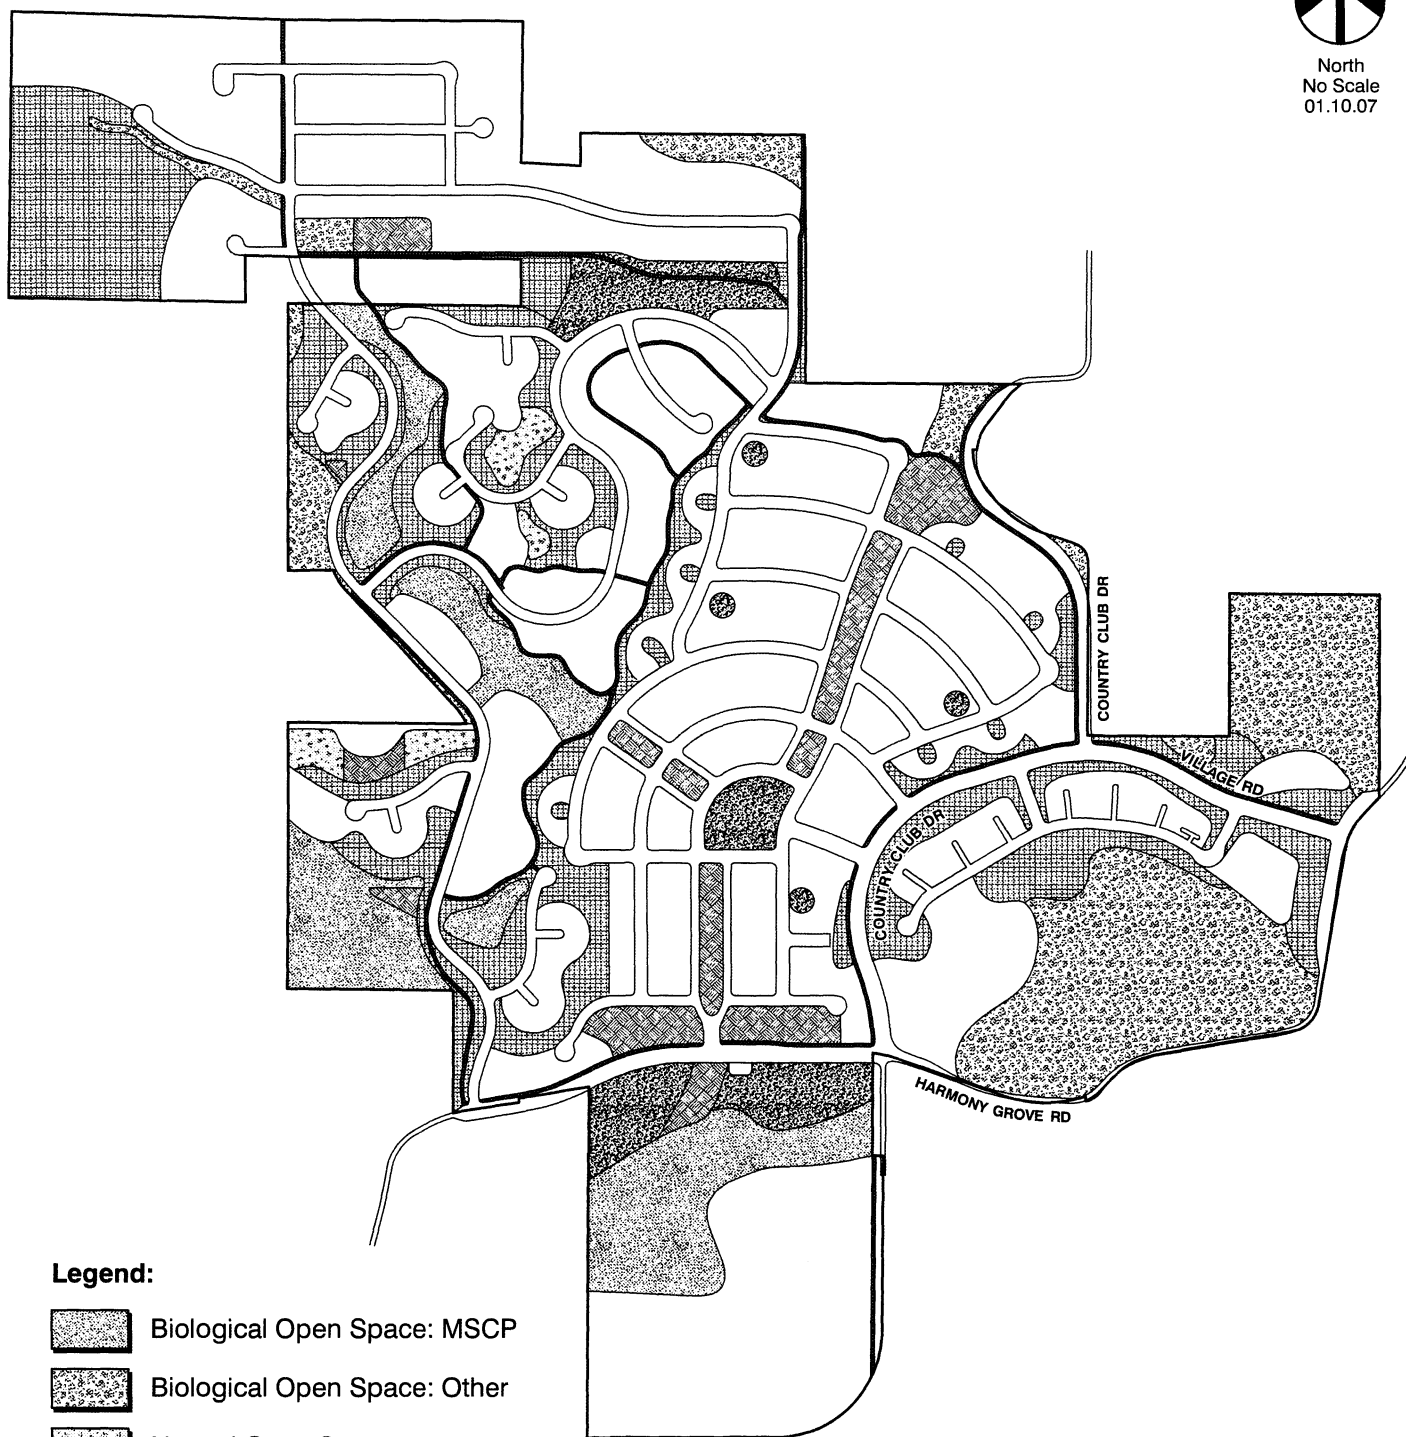 North
No Scale
01.10.07
COUNTRY CLUB DR
VILLAGE RD
COUNTRY CLUB DR
HARMONY GROVE RD
Legend:
Biological Open Space: MSCP
Biological Open Space: Other